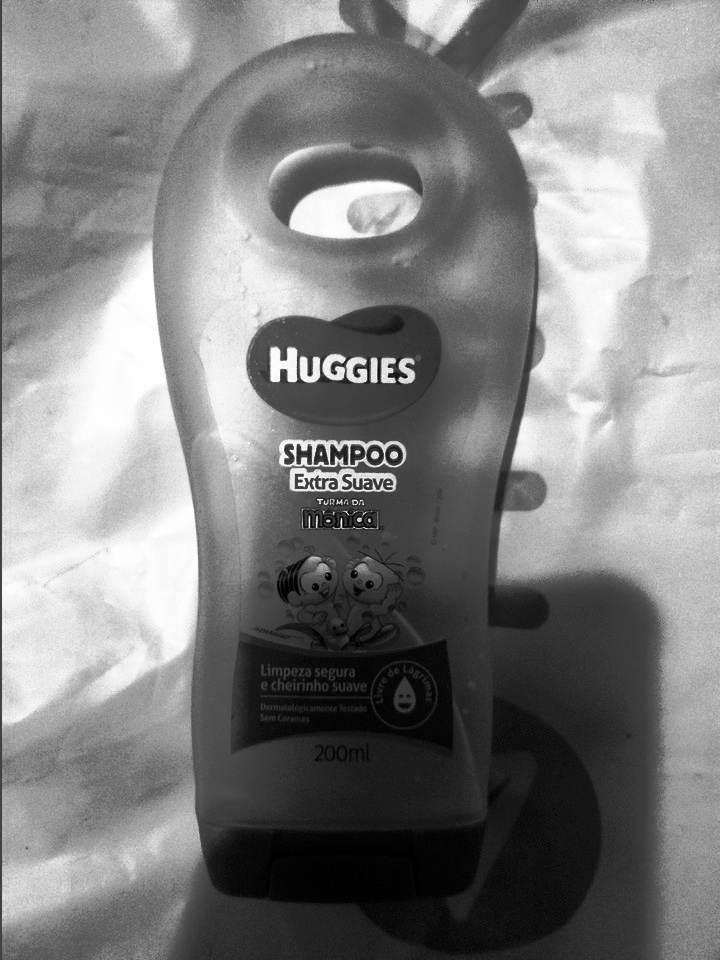 HUGGIES
SHAMPOO
Extra Suave
TURMA DA
Mônica
Limpeza segura
e cheirinho suave
Dermatologicamente Testado
Sem Corantes
Livre de Lágrimas
200ml